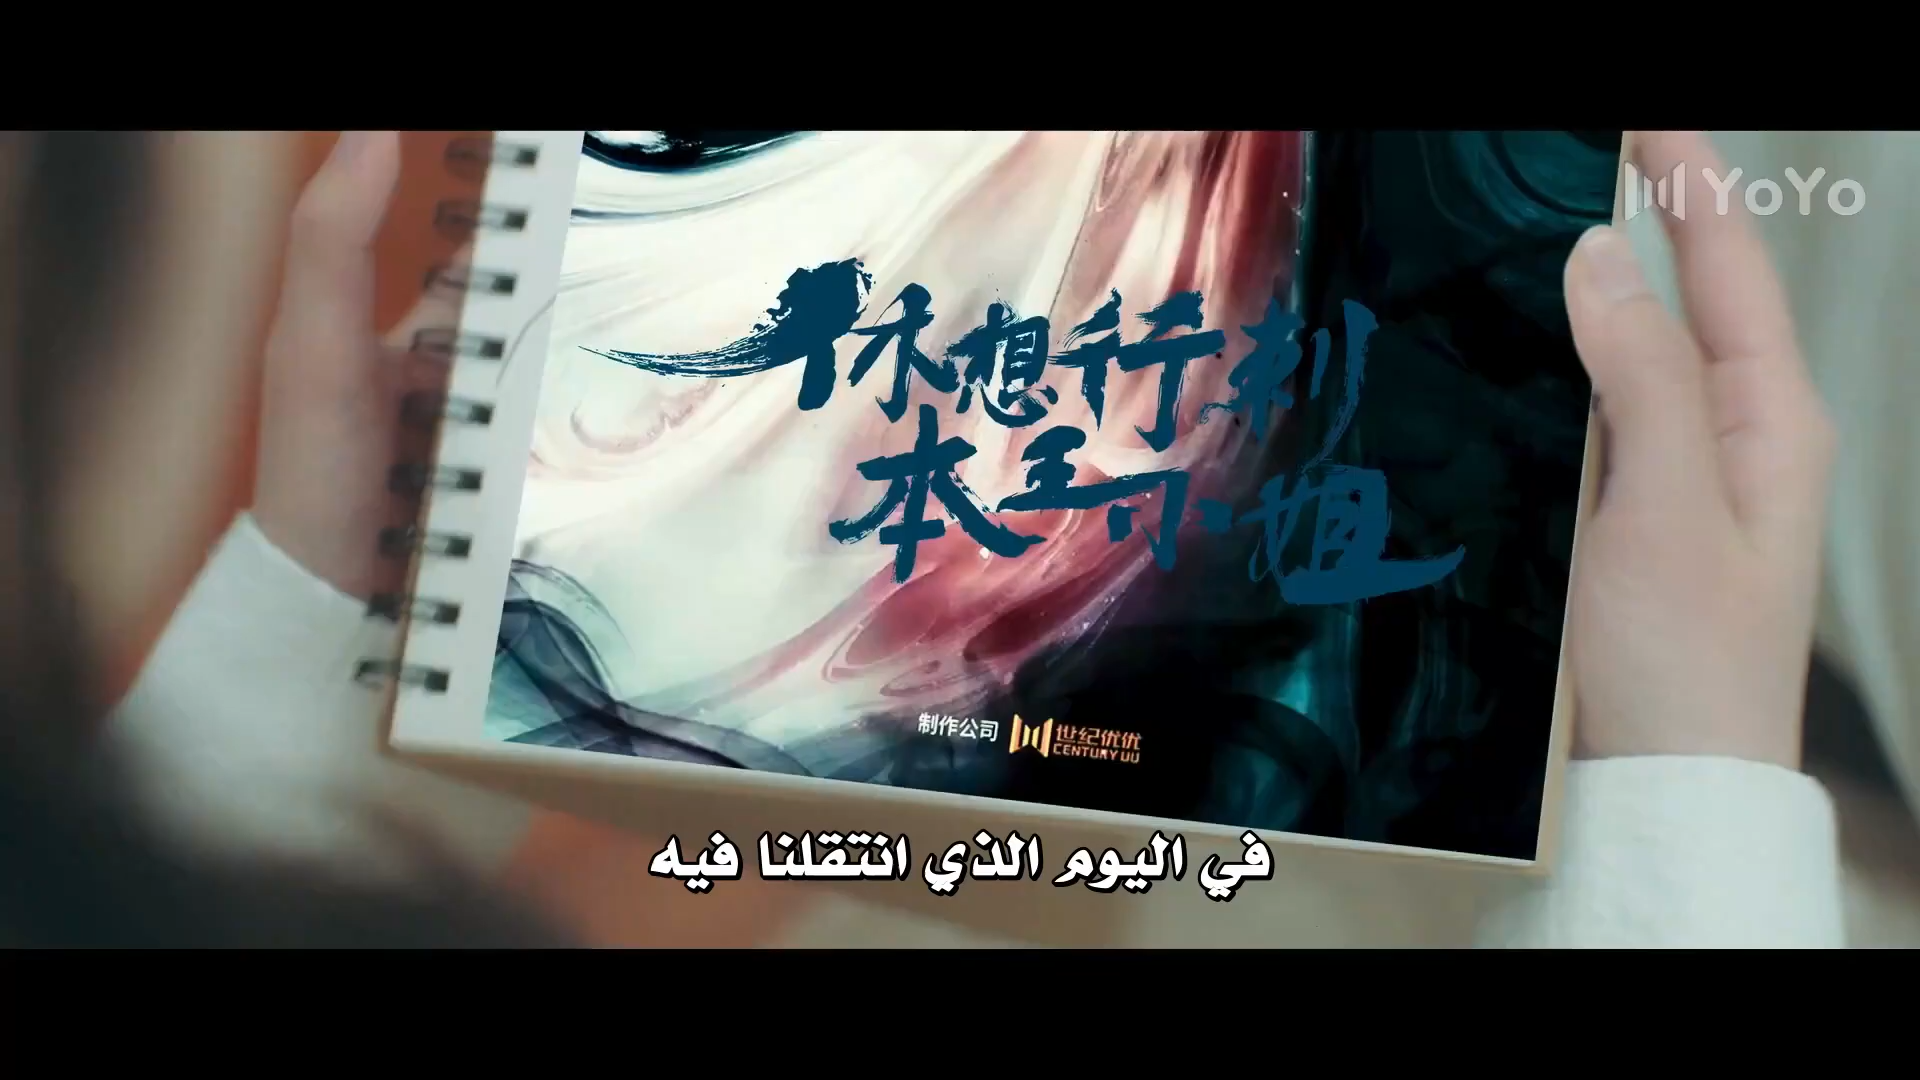 YoYo
休想行刺
本王小姐
制作公司
世纪优优
CENTURY UU
في اليوم الذي انتقلنا فيه